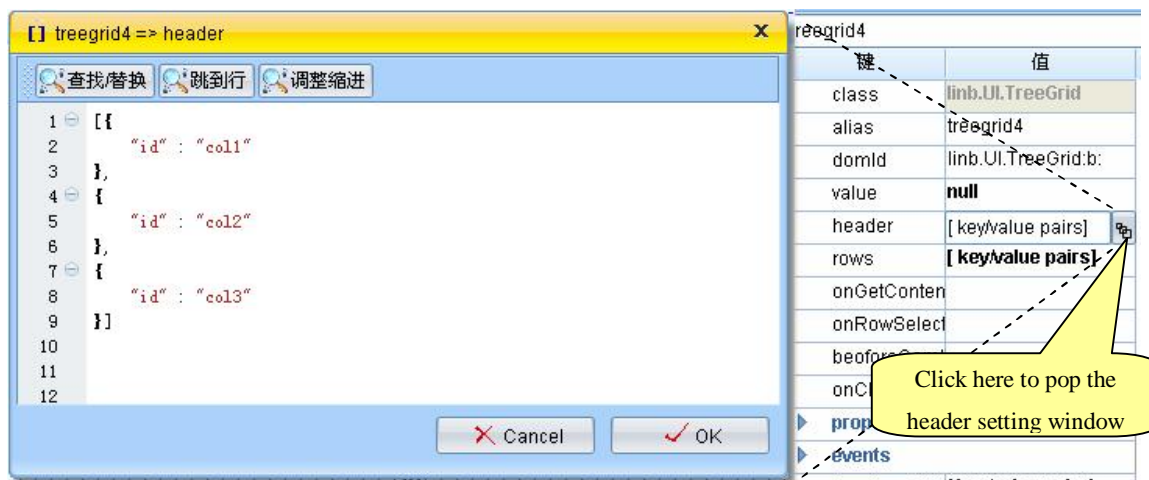 [] treegrid4 => header x
查找/替换 跳到行 调整缩进
1 [{
2 "id" : "col1"
3 },
4 {
5 "id" : "col2"
6 },
7 {
8 "id" : "col3"
9 }]
10
11
12
Cancel OK
treegrid4
键 值
class linb.UI.TreeGrid
alias treegrid4
domId linb.UI.TreeGrid:b:
value null
header [ key/value pairs]
rows [ key/value pairs]
onGetConten
onRowSelect
onCl
prop
events
Click here to pop the
header setting window